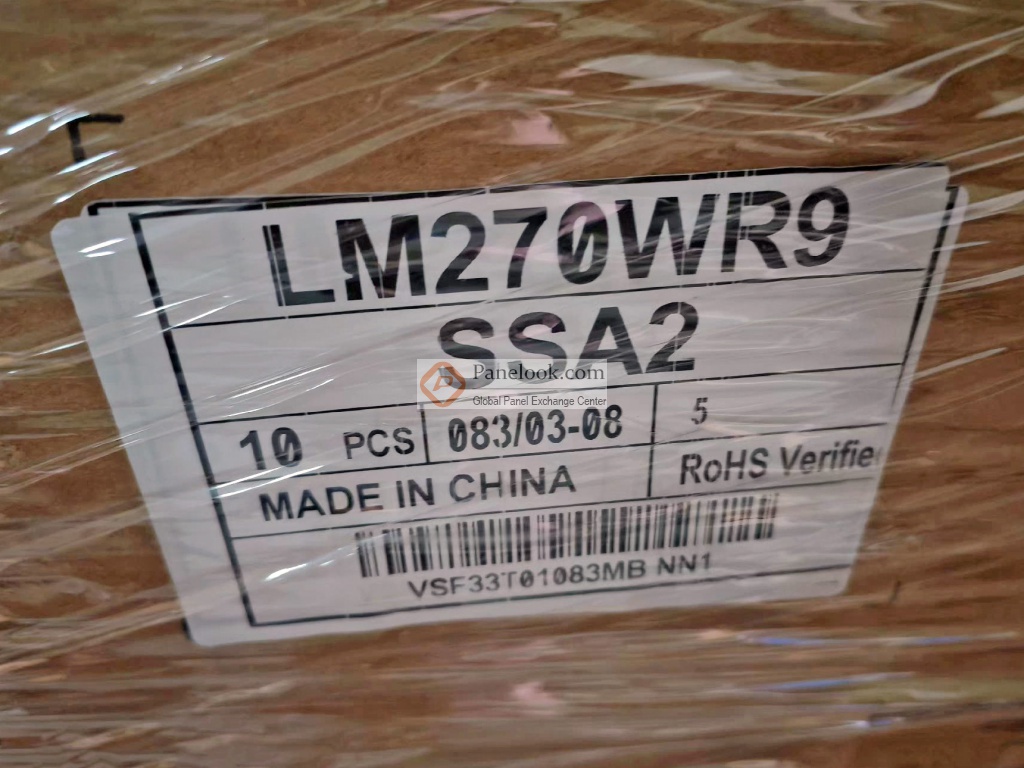 LM270WR9
SSA2
Panelook.com
Global Panel Exchange Center
10 PCS 083/03-08 5
MADE IN CHINA RoHS Verifie
VSF33T01083MB NN1